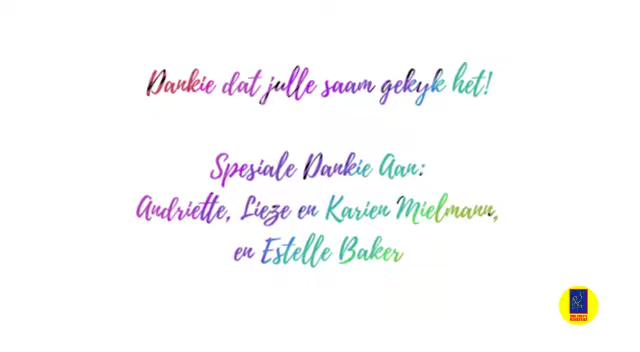 Dankie dat julle saam gekyk het!
Spesiale Dankie Aan:
Andriette, Lieze en Karien Mielmann,
en Estelle Baker